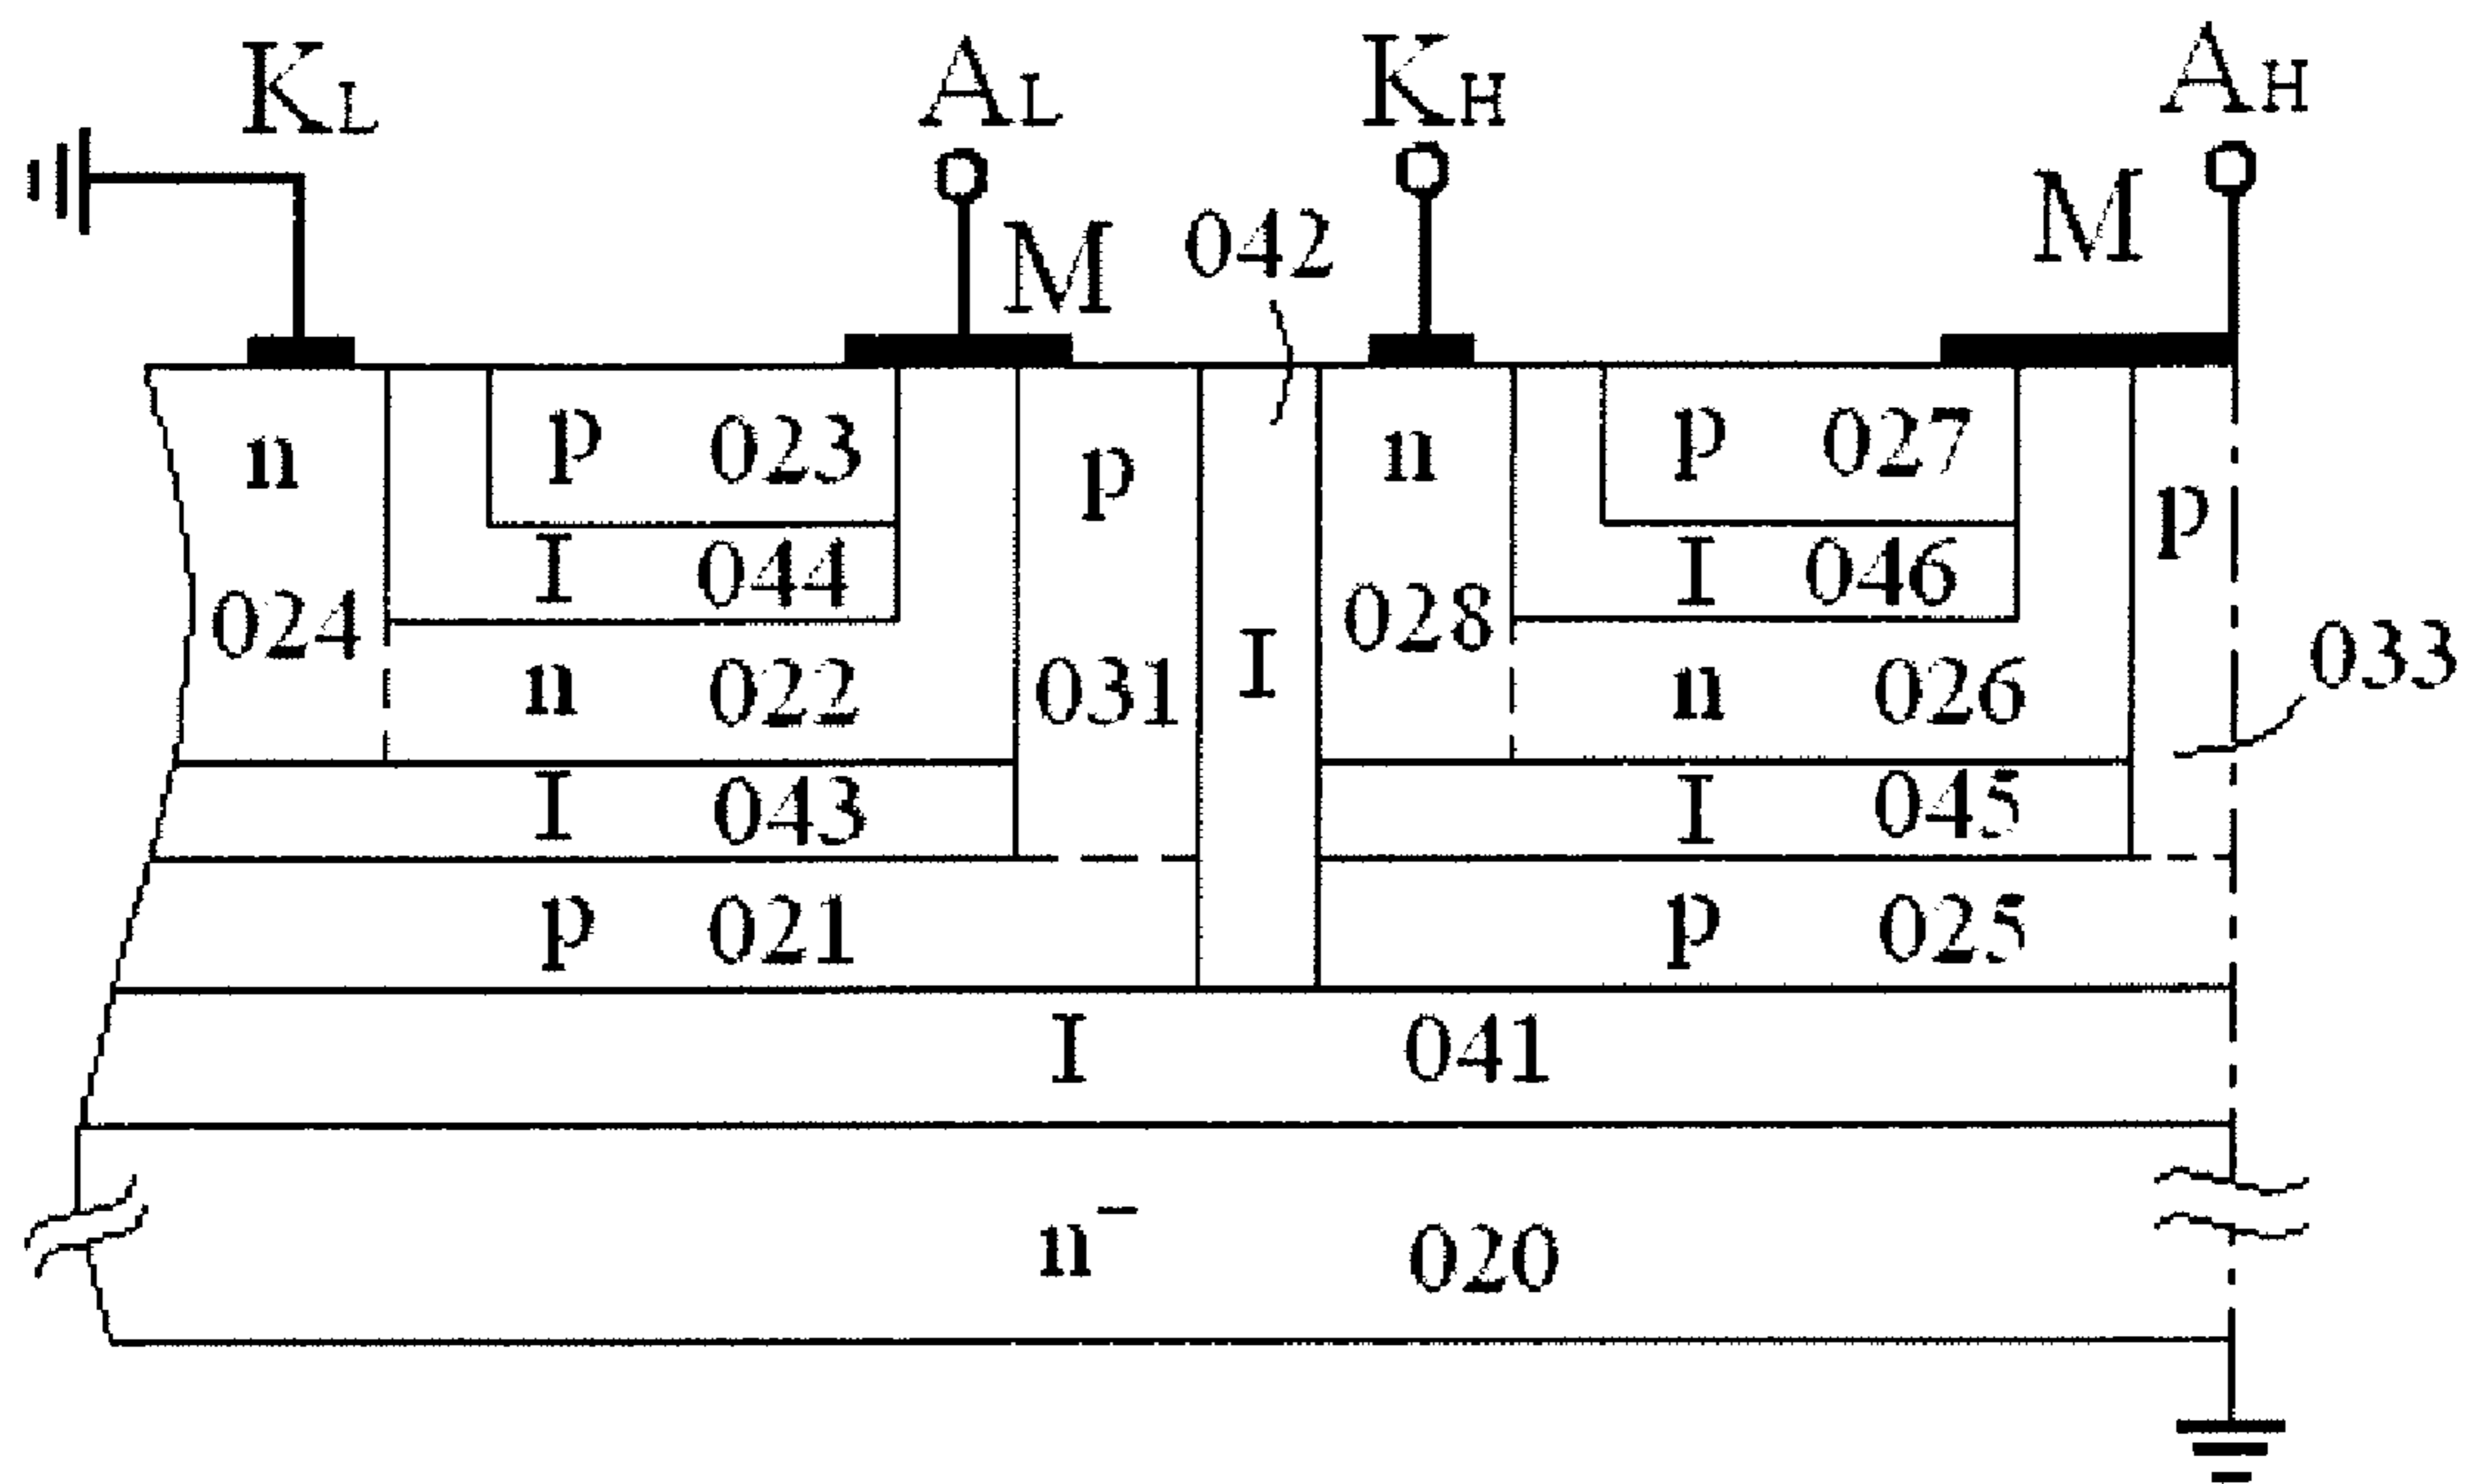 KL AL KH AH
M 042 M
n p 023 p n p 027 p
I 044 I 046
024 028 033
n 022 031 I n 026
I 043 I 045
p 021 p 025
I 041
n⁻ 020